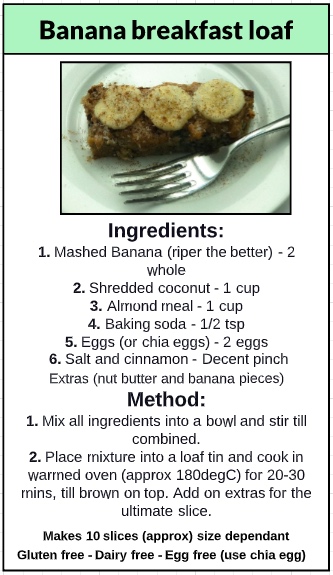 Banana breakfast loaf
Ingredients:
1. Mashed Banana (riper the better) - 2
whole
2. Shredded coconut - 1 cup
3. Almond meal - 1 cup
4. Baking soda - 1/2 tsp
5. Eggs (or chia eggs) - 2 eggs
6. Salt and cinnamon - Decent pinch
Extras (nut butter and banana pieces)
Method:
1. Mix all ingredients into a bowl and stir till
combined.
2. Place mixture into a loaf tin and cook in
warmed oven (approx 180degC) for 20-30
mins, till brown on top. Add on extras for the
ultimate slice.
Makes 10 slices (approx) size dependant
Gluten free - Dairy free - Egg free (use chia egg)